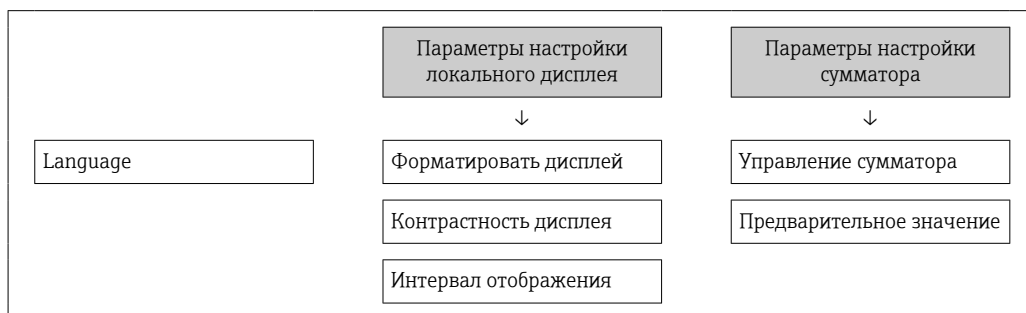 Параметры настройки
локального дисплея
Параметры настройки
сумматора
↓
↓
Language
Форматировать дисплей
Управление сумматора
Контрастность дисплея
Предварительное значение
Интервал отображения